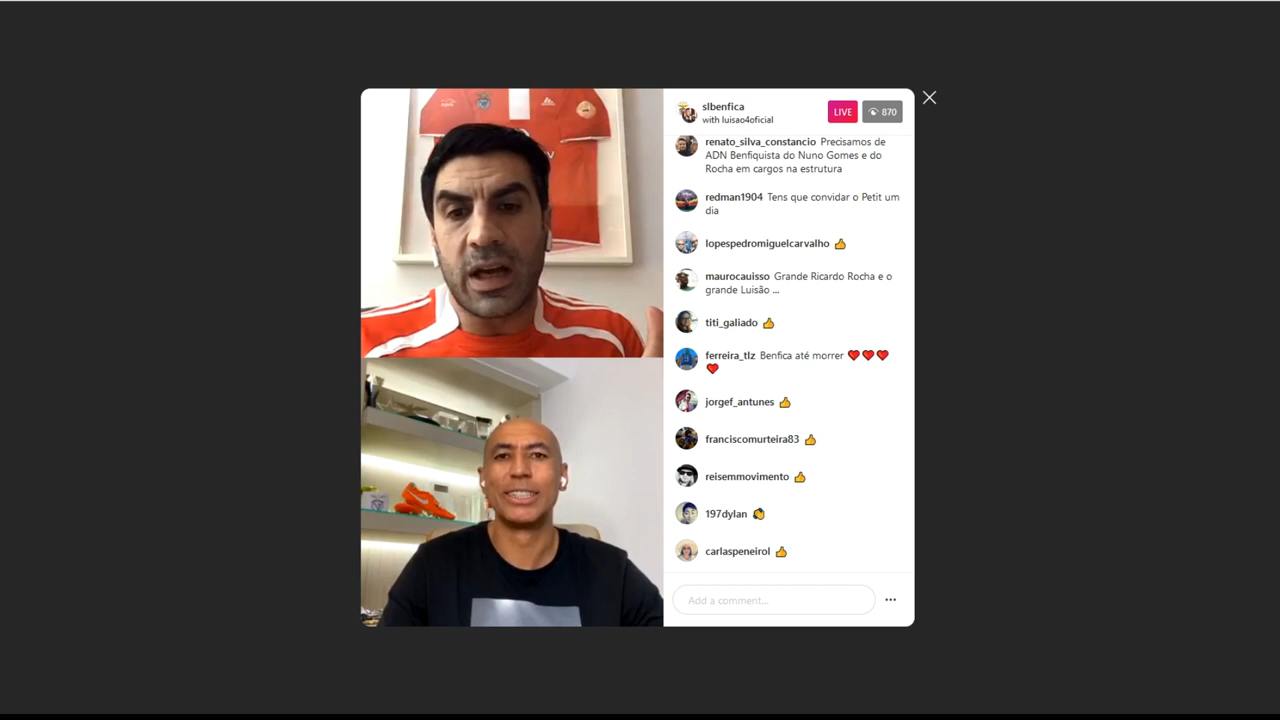 slbenfica
with luisao4oficial
LIVE
870
renato_silva_constancio Precisamos de
ADN Benfiquista do Nuno Gomes e do
Rocha em cargos na estrutura
redman1904 Tens que convidar o Petit um
dia
lopespedromiguelcarvalho 👍
maurocauisso Grande Ricardo Rocha e o
grande Luisão ...
titi_galiado 👍
ferreira_tlz Benfica até morrer ❤️❤️❤️
❤️
jorgef_antunes 👍
franciscomurteira83 👍
reisemmovimento 👍
197dylan 👏
carlaspeneirol 👍
Add a comment...